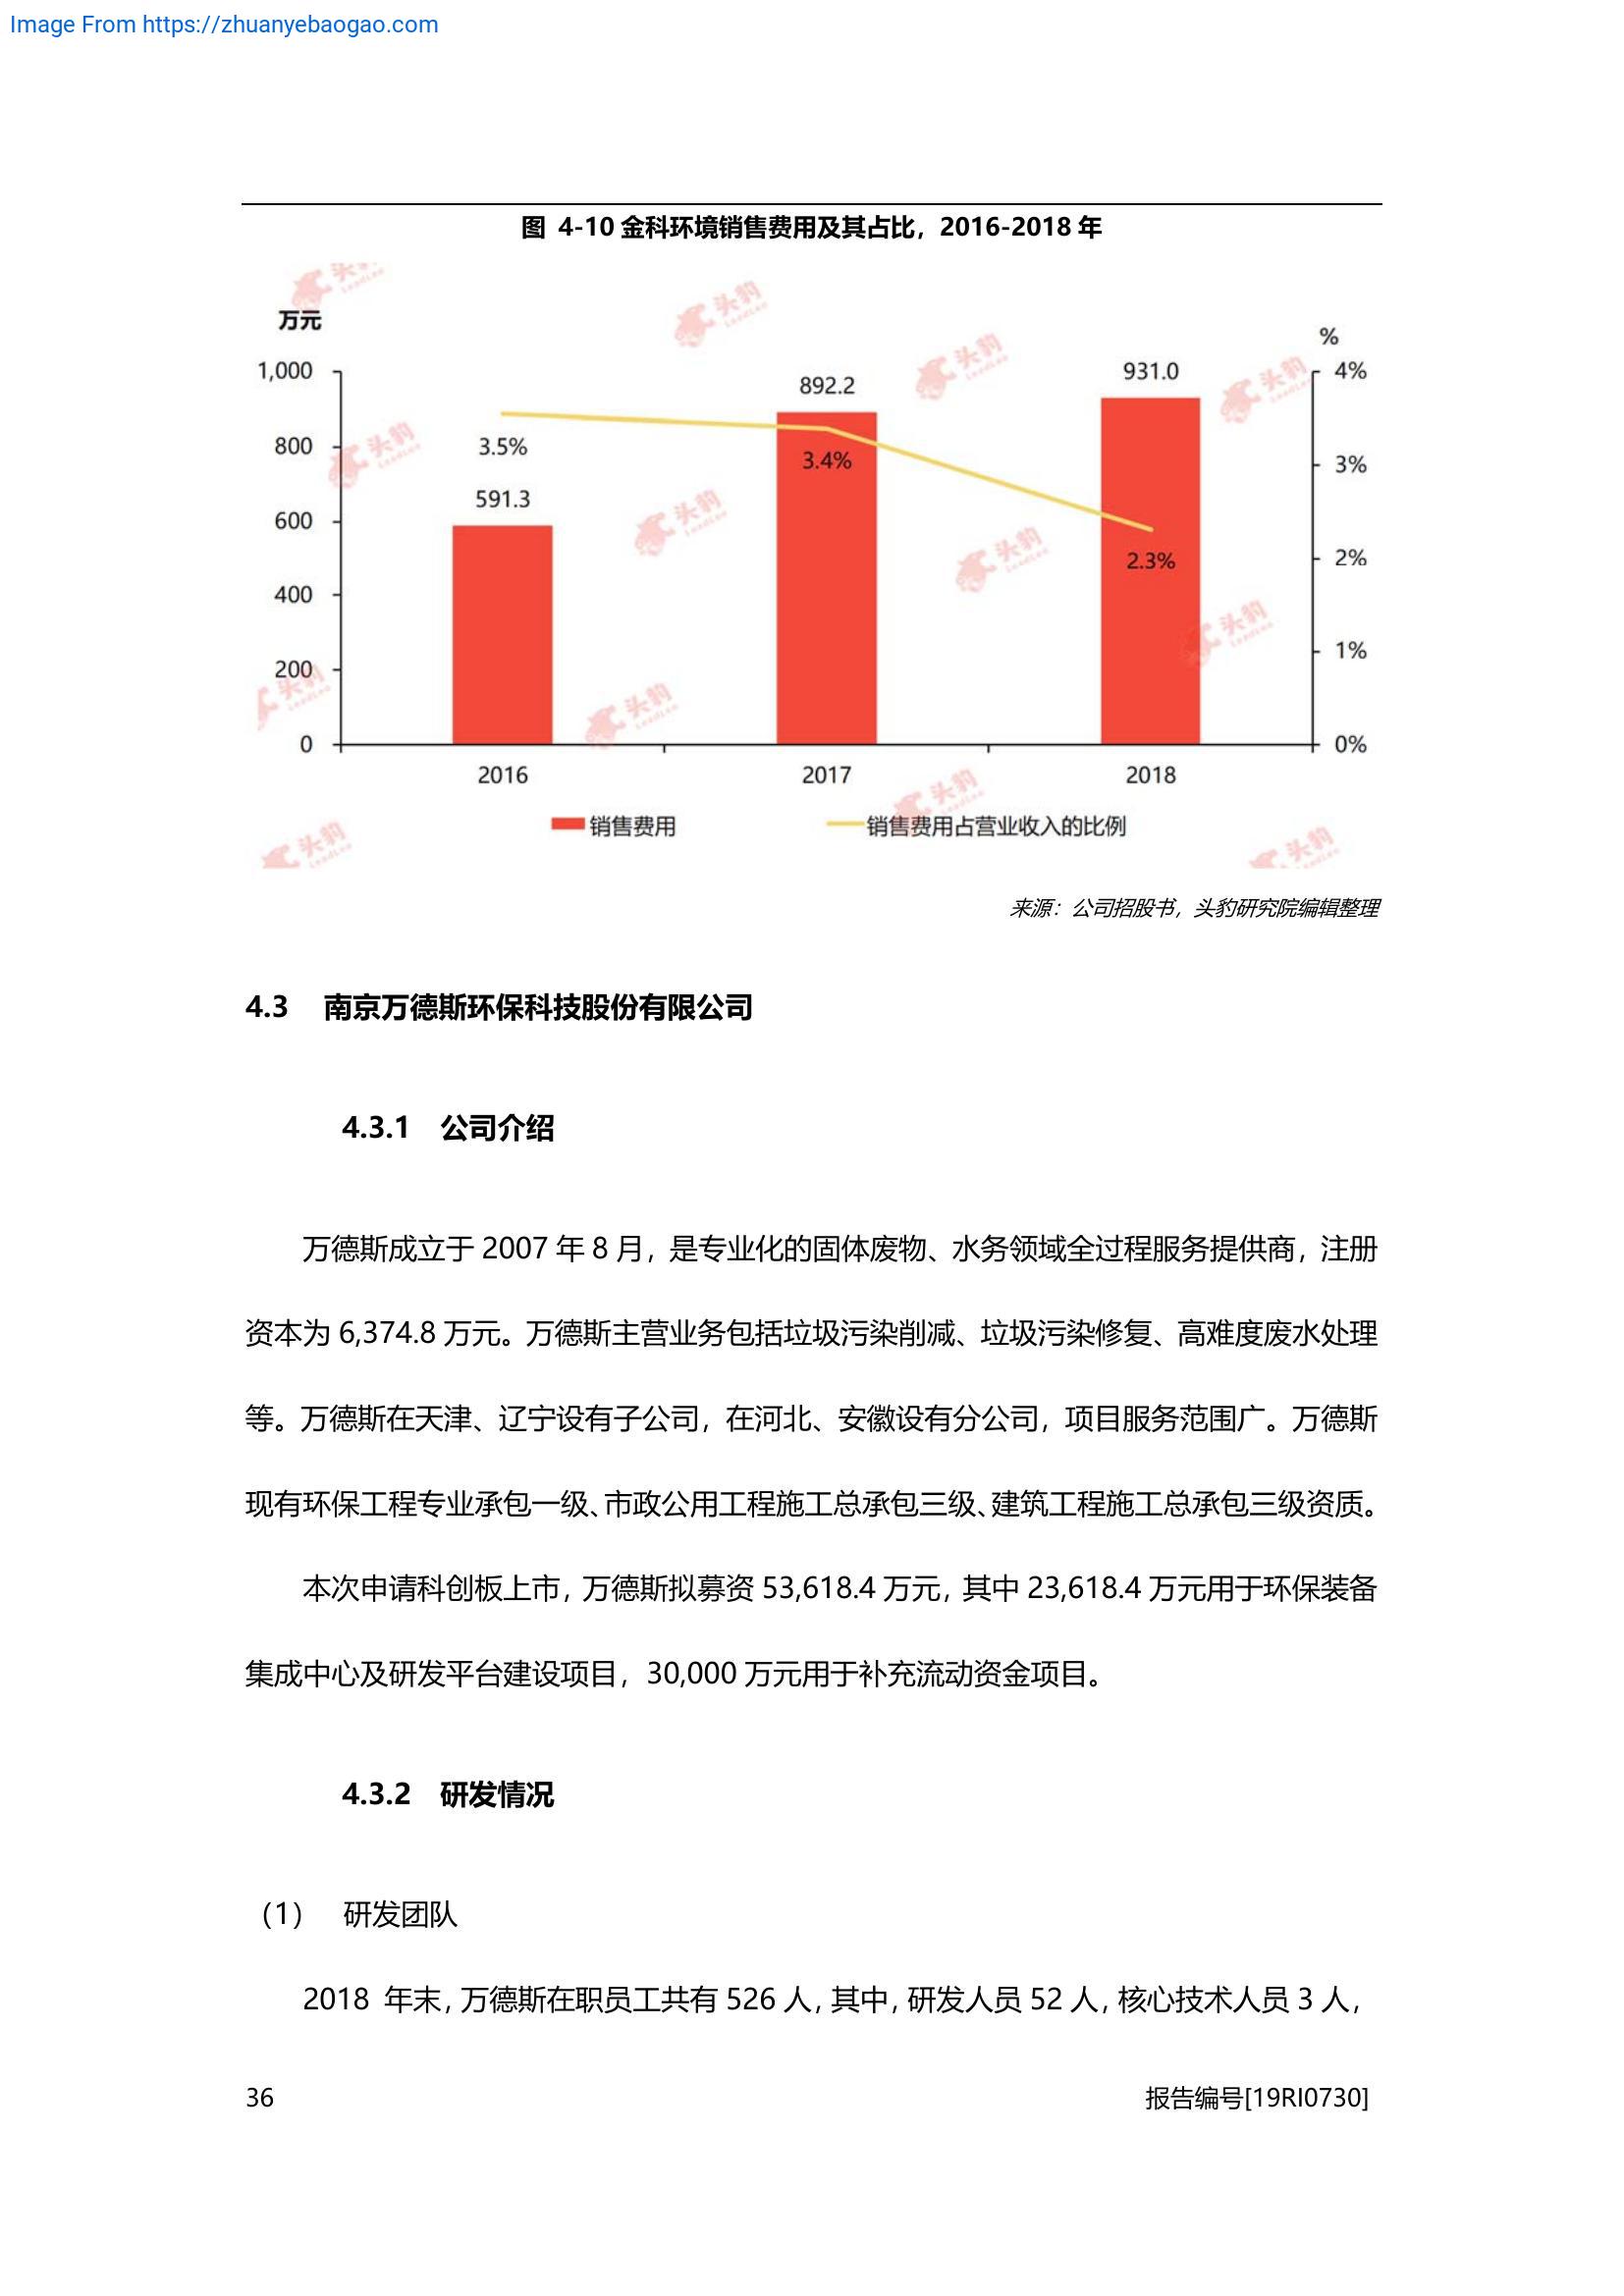 Image From https://zhuanyebaogao.com
图 4-10 金科环境销售费用及其占比，2016-2018 年
万元
%
1,000
800
600
400
200
0
4%
3%
2%
1%
0%
3.5%
591.3
892.2
3.4%
931.0
2.3%
2016
2017
2018
销售费用
销售费用占营业收入的比例
头豹
LeadLeo
来源：公司招股书，头豹研究院编辑整理
4.3 南京万德斯环保科技股份有限公司
4.3.1 公司介绍
万德斯成立于 2007 年 8 月，是专业化的固体废物、水务领域全过程服务提供商，注册
资本为 6,374.8 万元。万德斯主营业务包括垃圾污染削减、垃圾污染修复、高难度废水处理
等。万德斯在天津、辽宁设有子公司，在河北、安徽设有分公司，项目服务范围广。万德斯
现有环保工程专业承包一级、市政公用工程施工总承包三级、建筑工程施工总承包三级资质。
本次申请科创板上市，万德斯拟募资 53,618.4 万元，其中 23,618.4 万元用于环保装备
集成中心及研发平台建设项目，30,000 万元用于补充流动资金项目。
4.3.2 研发情况
（1） 研发团队
2018 年末，万德斯在职员工共有 526 人，其中，研发人员 52 人，核心技术人员 3 人，
36
报告编号[19RI0730]